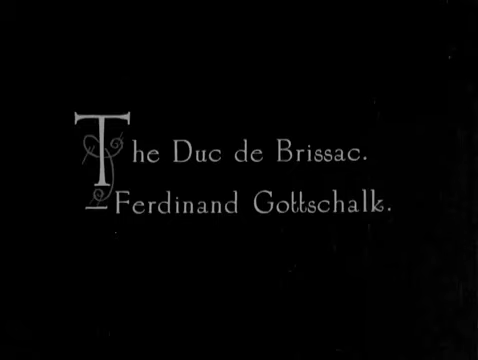 The Duc de Brissac.
—Ferdinand Gottschalk.